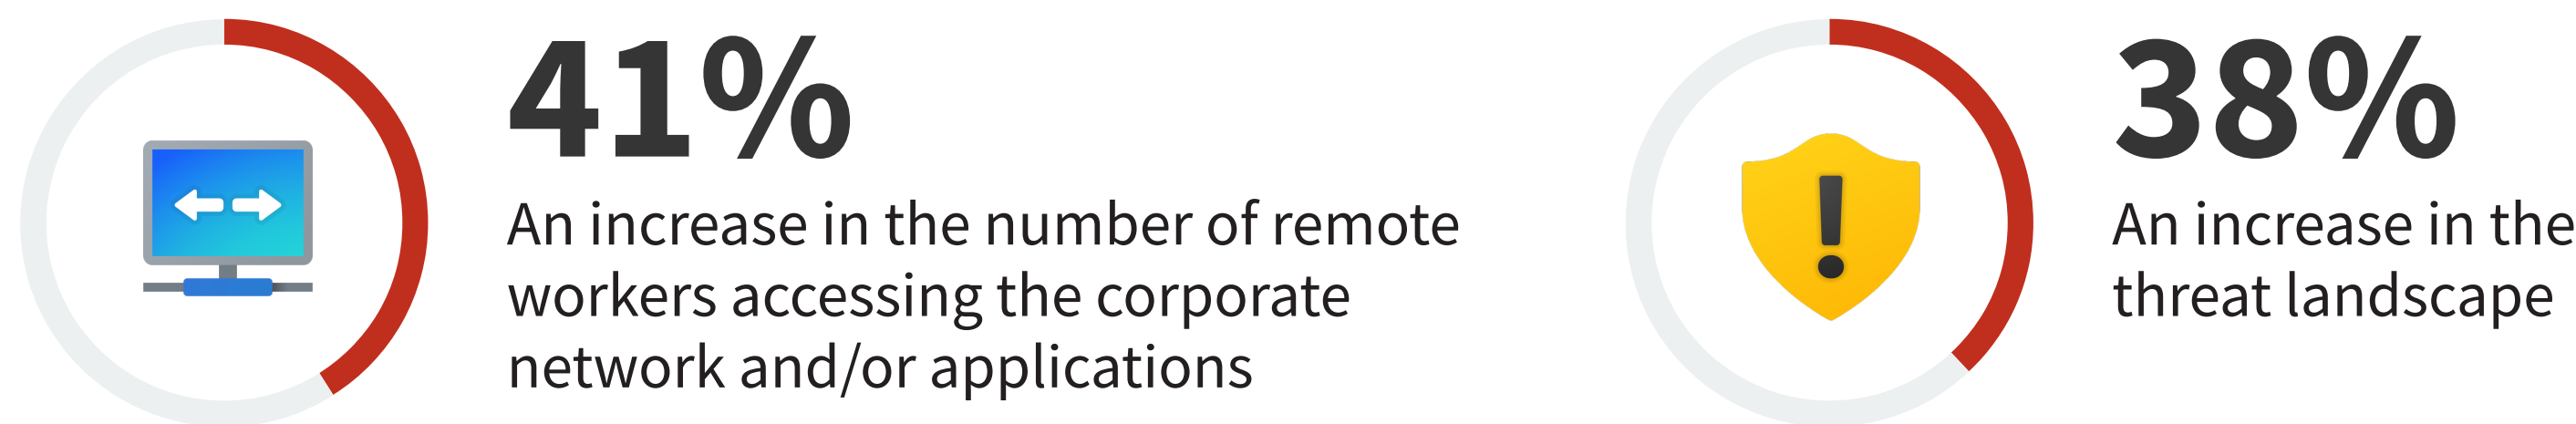 41%
An increase in the number of remote
workers accessing the corporate
network and/or applications
38%
An increase in the
threat landscape